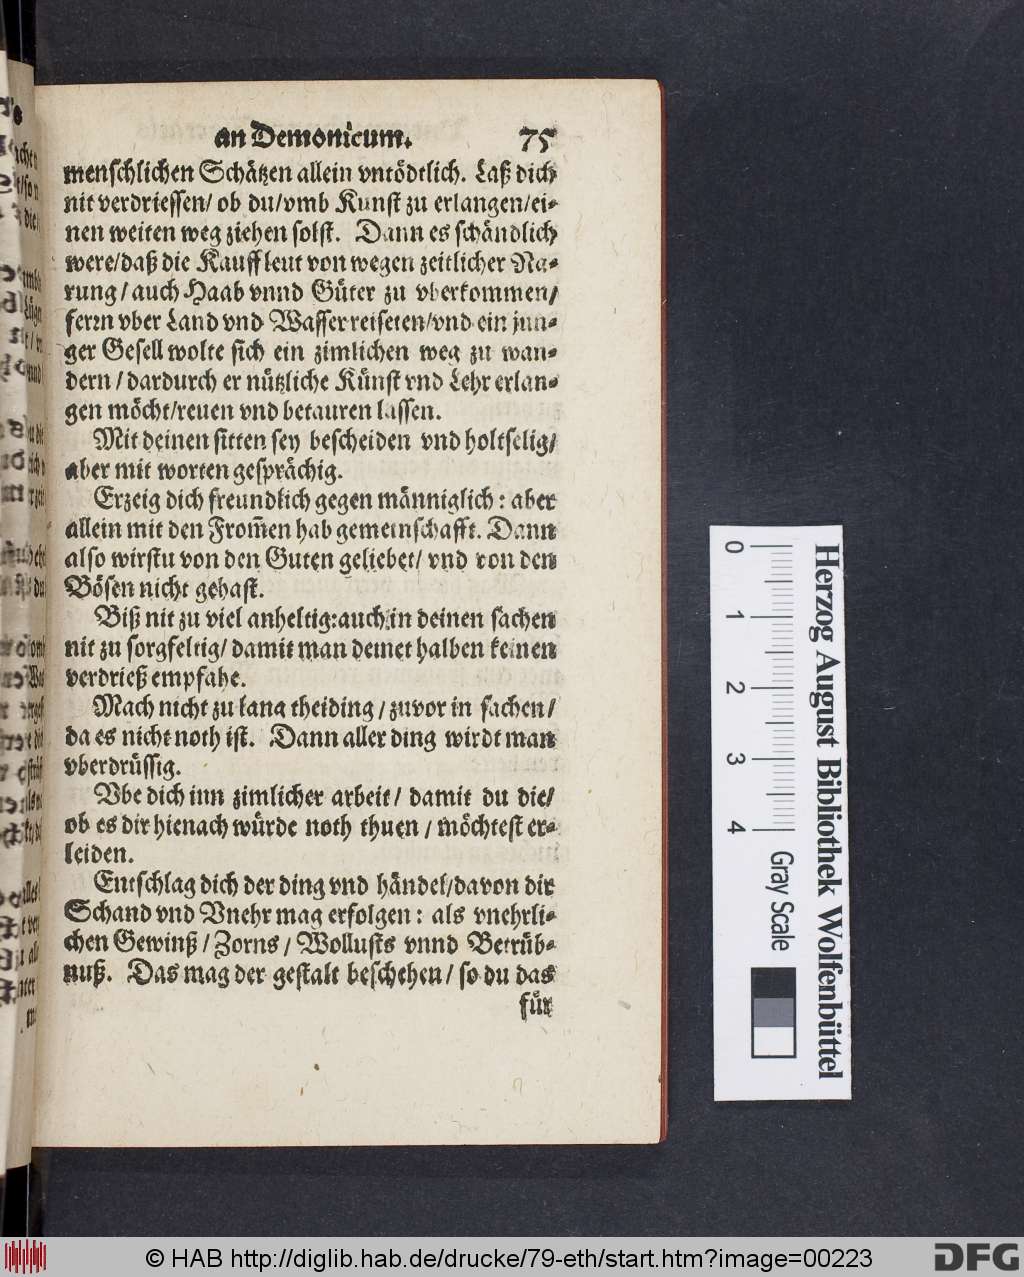 an Demonicum. 75
menschlichen Schätzen allein vntödtlich. Laß dich
nit verdriessen/ ob du/vmb Kunst zu erlangen/ei-
nen weiten weg ziehen solst. Dann es schändlich
were/daß die Kauffleut von wegen zeitlicher Na-
rung/auch Haab vnnd Güter zu vberkommen/
ferrn vber Land vnd Wasser reiseten/vnd ein jun-
ger Gesell wolte sich ein zimlichen weg zu wan-
dern/dardurch er nützliche Künst vnd Lehr erlan-
gen möcht/reuen vnd betauren lassen.
Mit deinen sitten sey bescheiden vnd holtselig/
aber mit worten gesprächig.
Erzeig dich freundlich gegen männiglich: aber
allein mit den From̃en hab gemeinschafft. Dann
also wirstu von den Guten geliebet/ vnd von den
Bösen nicht gehast.
Biß nit zu viel anheltig:auch in deinen sachen
nit zu sorgfeltig/ damit man deinet halben keinen
verdrieß empfahe.
Mach nicht zu lang theiding/zuvor in sachen/
da es nicht noth ist. Dann aller ding wirdt man
vberdrüssig.
Vbe dich inn zimlicher arbeit/ damit du die/
ob es dir hienach würde noth thuen/möchtest er-
leiden.
Entschlag dich der ding vnd händel/davon dir
Schand vnd Vnehr mag erfolgen: als vnehrli-
chen Gewinß/Zorns/Wollusts vnnd Betrüb-
nuß. Das mag der gestalt beschehen/ so du das
für
0 1 2 3 4
Gray Scale
Herzog August Bibliothek Wolfenbüttel
© HAB http://diglib.hab.de/drucke/79-eth/start.htm?image=00223
DFG